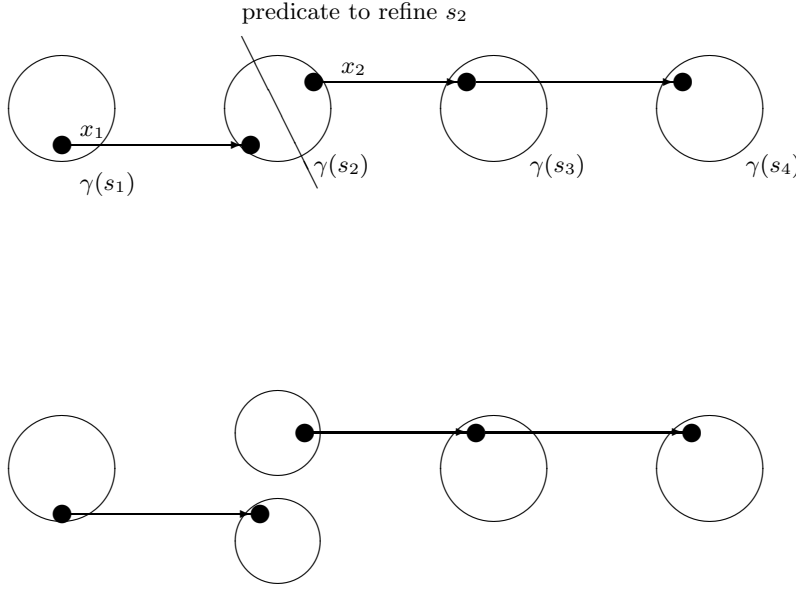 predicate to refine s₂
x₂
x₁
γ(s₂)
γ(s₃)
γ(s₄)
γ(s₁)